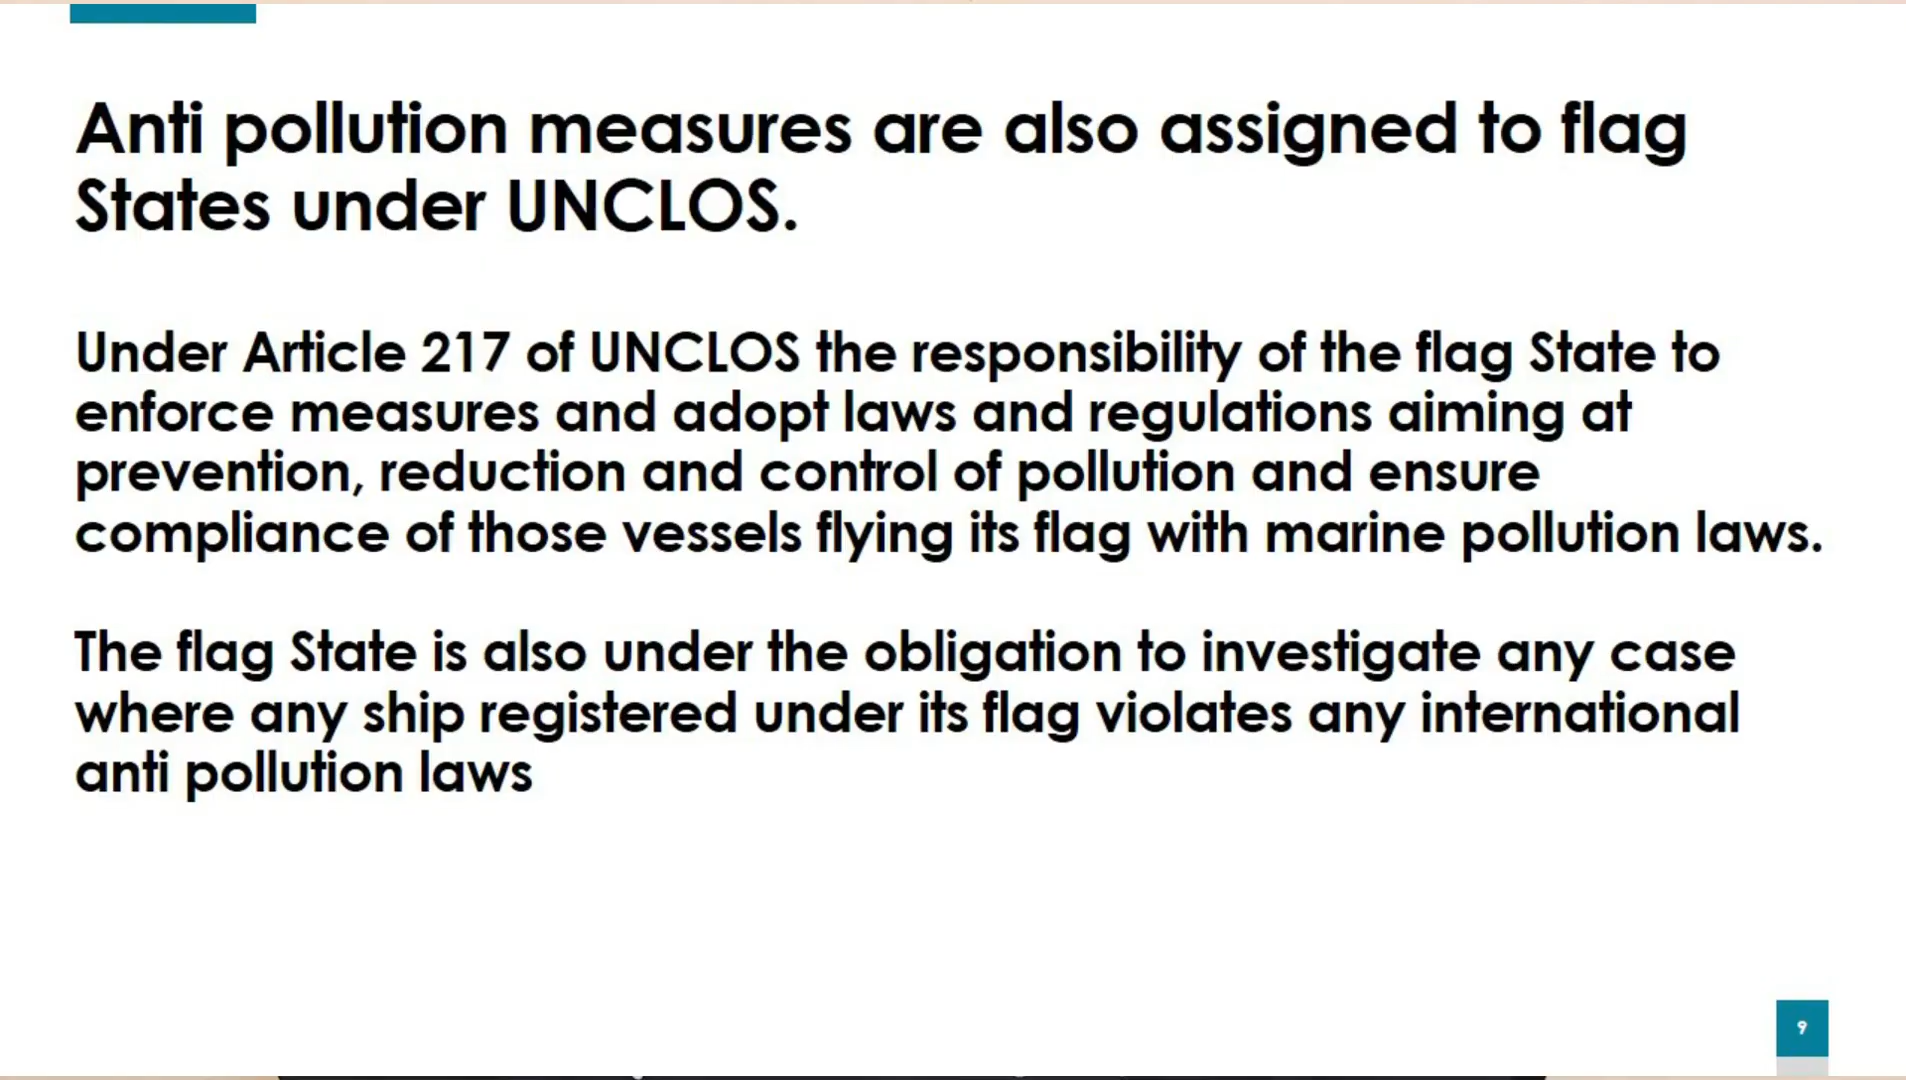 Anti pollution measures are also assigned to flag
States under UNCLOS.
Under Article 217 of UNCLOS the responsibility of the flag State to
enforce measures and adopt laws and regulations aiming at
prevention, reduction and control of pollution and ensure
compliance of those vessels flying its flag with marine pollution laws.
The flag State is also under the obligation to investigate any case
where any ship registered under its flag violates any international
anti pollution laws
9